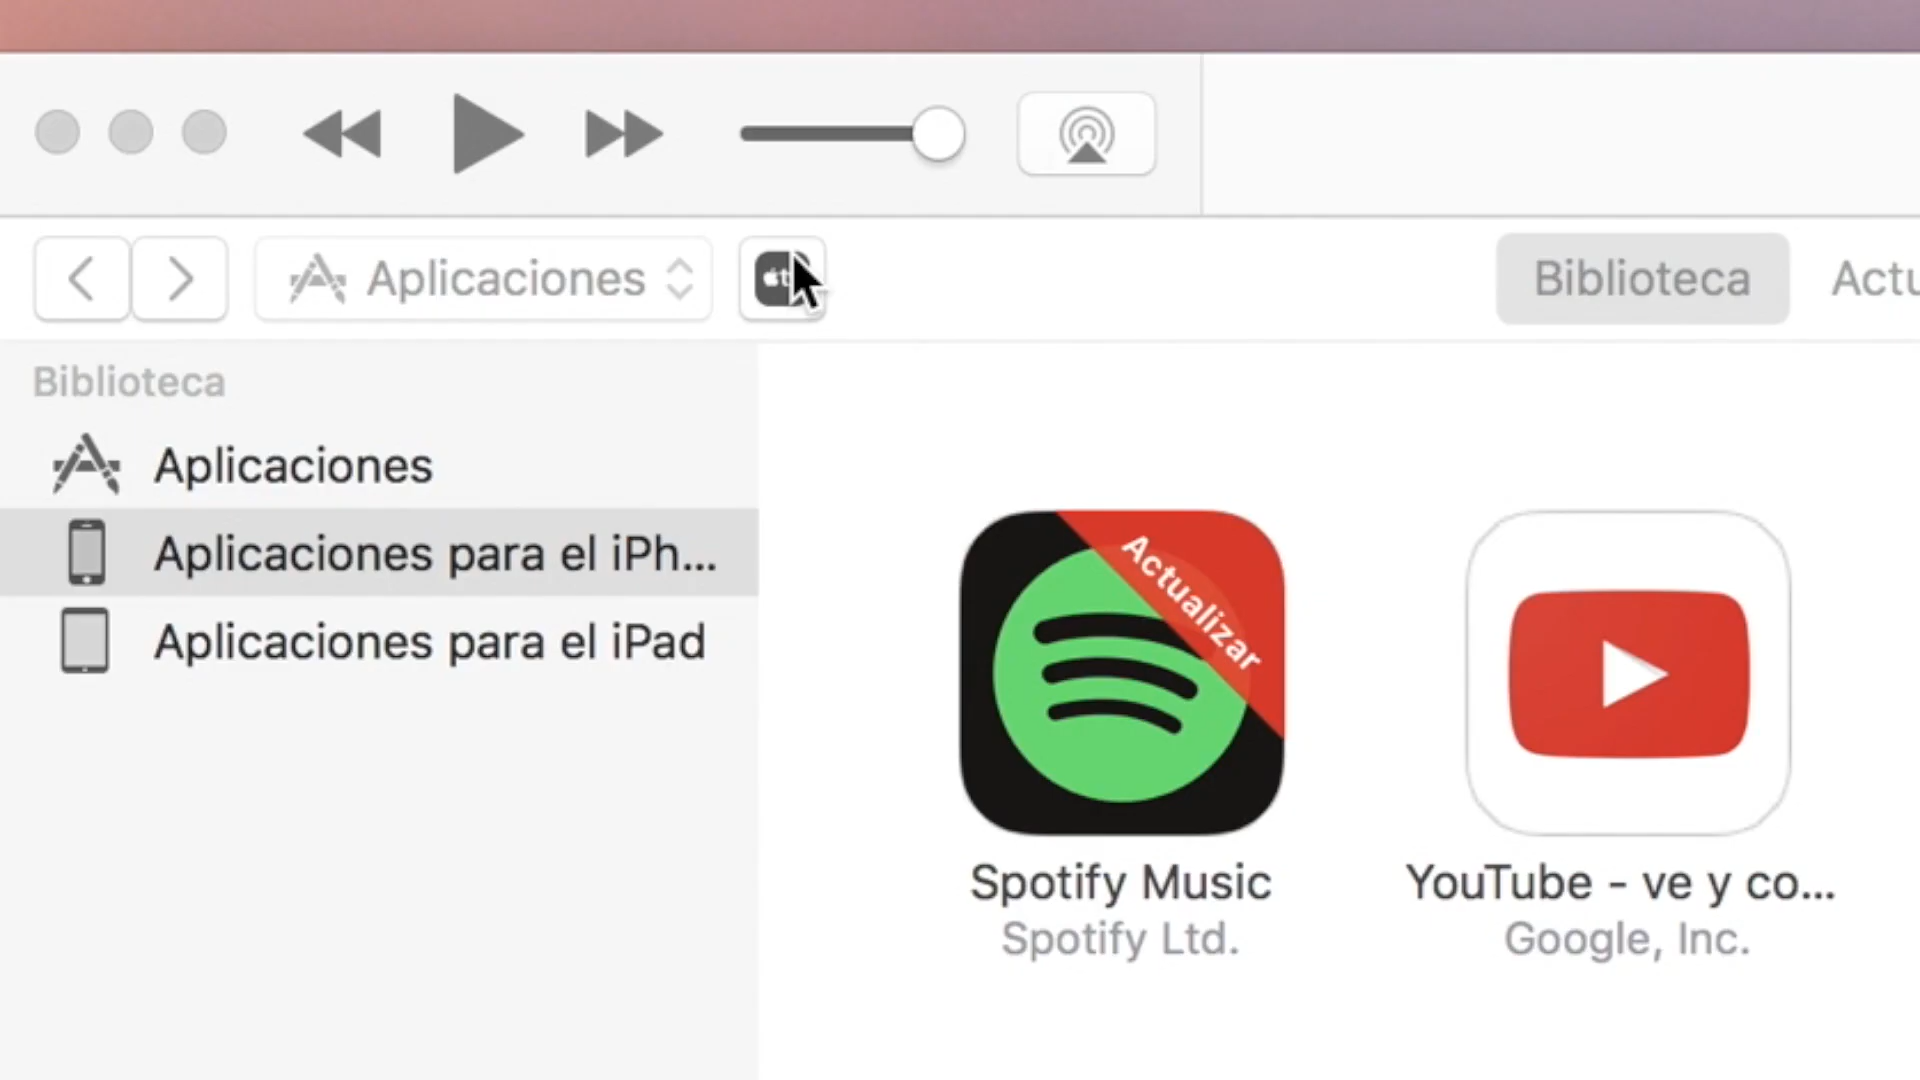 Aplicaciones
Biblioteca
Actu
Biblioteca
Aplicaciones
Aplicaciones para el iPh...
Aplicaciones para el iPad
Actualizar
Spotify Music
Spotify Ltd.
YouTube - ve y co...
Google, Inc.